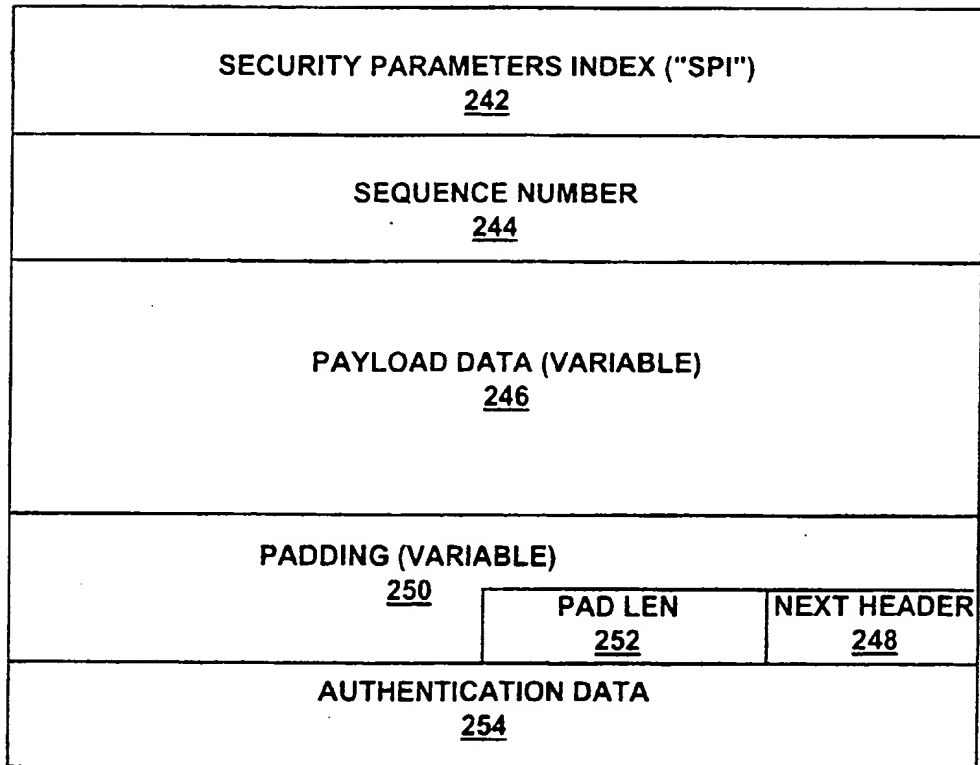 SECURITY PARAMETERS INDEX ("SPI")
242
SEQUENCE NUMBER
244
PAYLOAD DATA (VARIABLE)
246
PADDING (VARIABLE)
250
PAD LEN
252
NEXT HEADER
248
AUTHENTICATION DATA
254